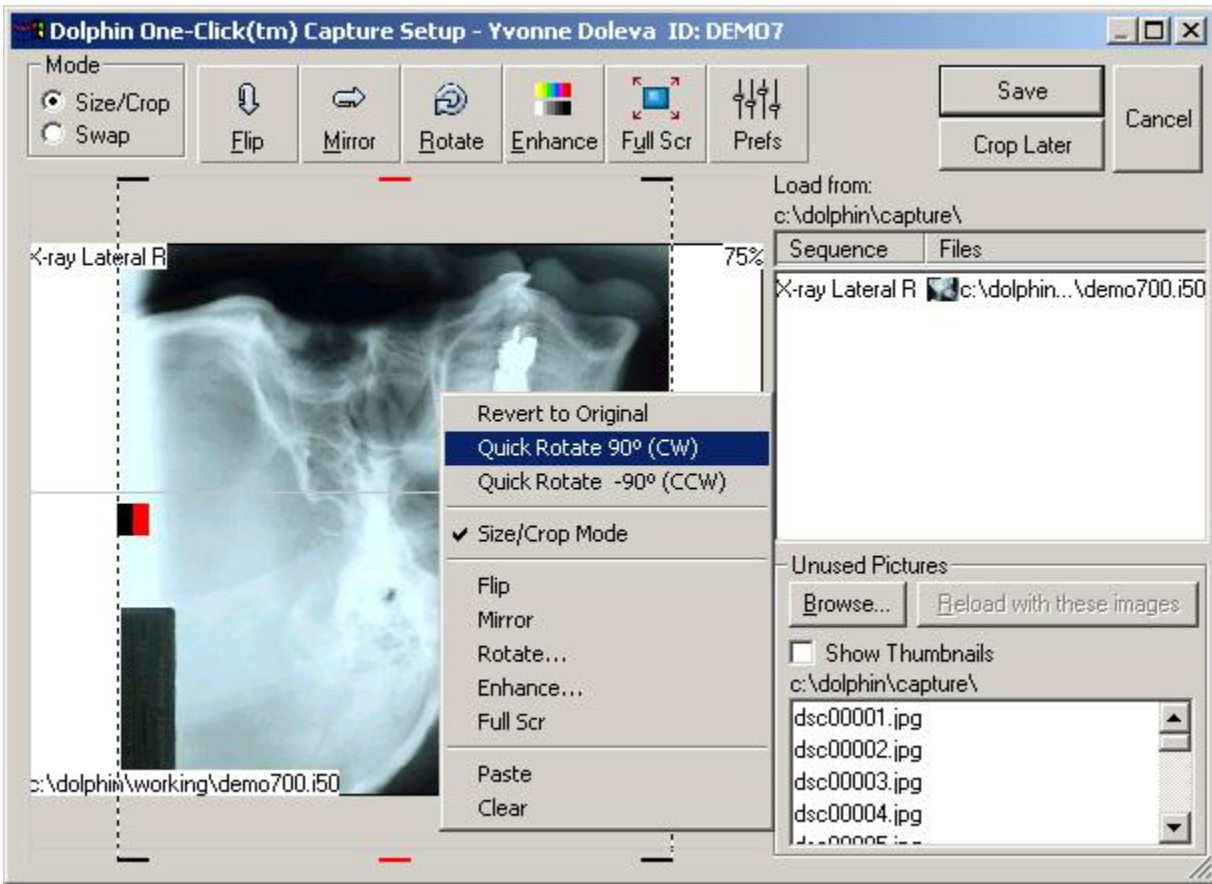 Dolphin One-Click(tm) Capture Setup - Yvonne Doleva ID: DEMO7
Mode
Size/Crop
Swap
Flip
Mirror
Rotate
Enhance
Full Scr
Prefs
Save
Crop Later
Cancel
Load from:
c:\dolphin\capture\
Sequence Files
X-ray Lateral R c:\dolphin...\demo700.i50
X-ray Lateral R
75%
Revert to Original
Quick Rotate 90º (CW)
Quick Rotate -90º (CCW)
Size/Crop Mode
Flip
Mirror
Rotate...
Enhance...
Full Scr
Paste
Clear
c:\dolphin\working\demo700.i50
Unused Pictures
Browse...
Reload with these images
Show Thumbnails
c:\dolphin\capture\
dsc00001.jpg
dsc00002.jpg
dsc00003.jpg
dsc00004.jpg